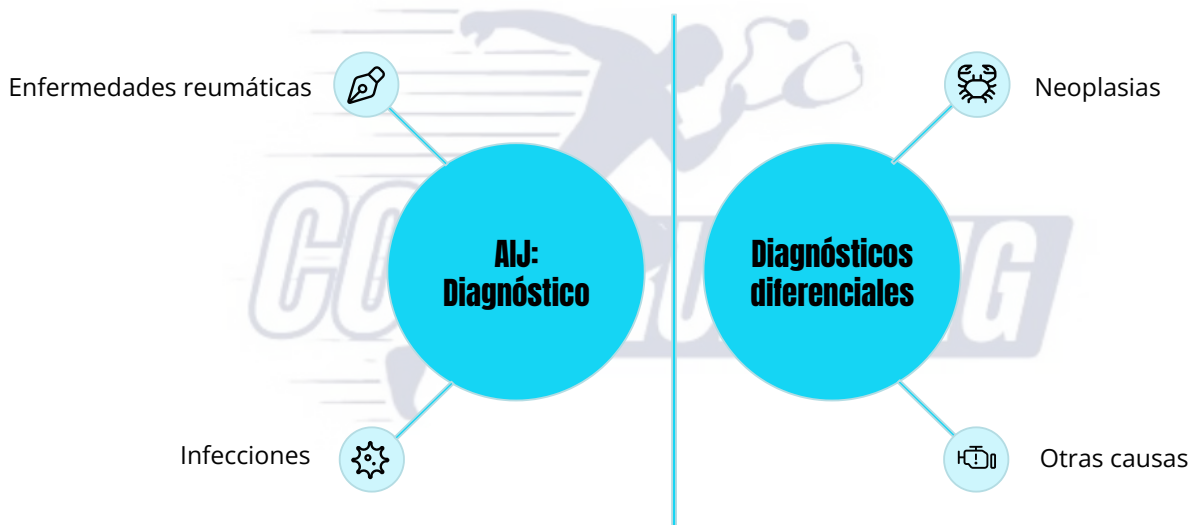 Enfermedades reumáticas
Neoplasias
AIJ:
Diagnóstico
Diagnósticos
diferenciales
Infecciones
Otras causas